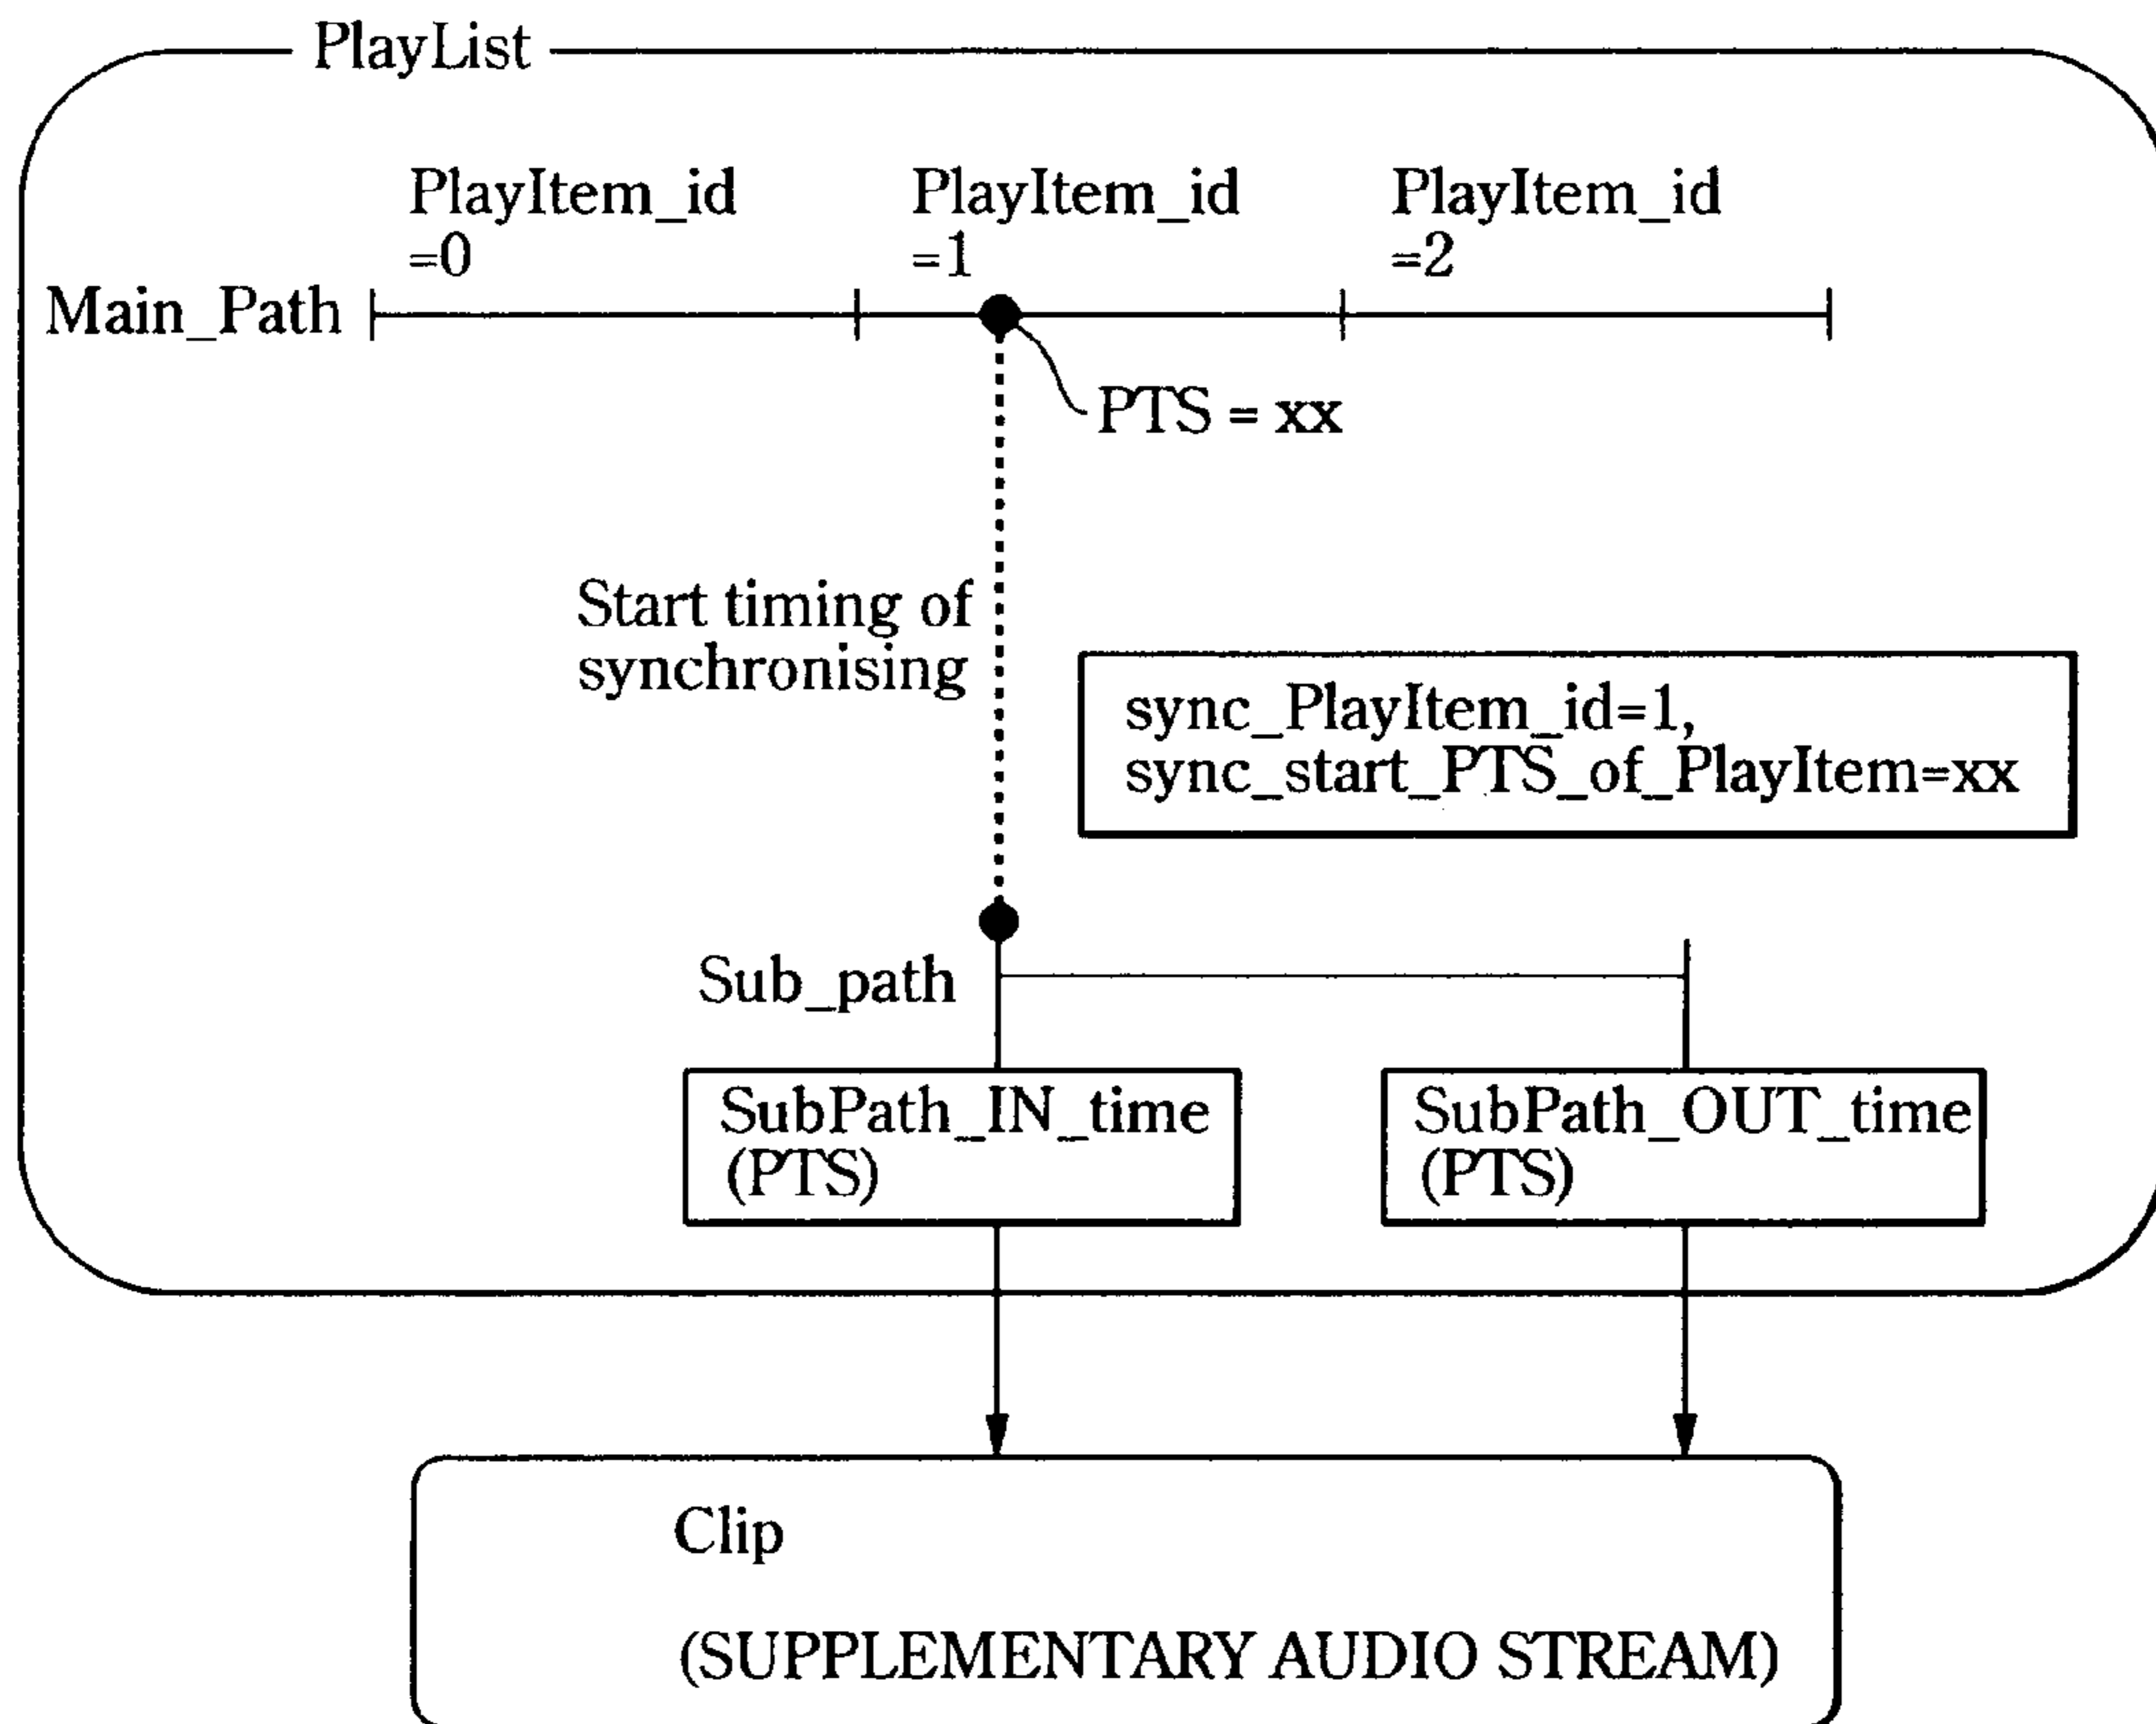 PlayList
PlayItem_id
=0
PlayItem_id
=1
PlayItem_id
=2
Main_Path
PTS = xx
Start timing of
synchronising
sync_PlayItem_id=1,
sync_start_PTS_of_PlayItem=xx
Sub_path
SubPath_IN_time
(PTS)
SubPath_OUT_time
(PTS)
Clip
(SUPPLEMENTARY AUDIO STREAM)